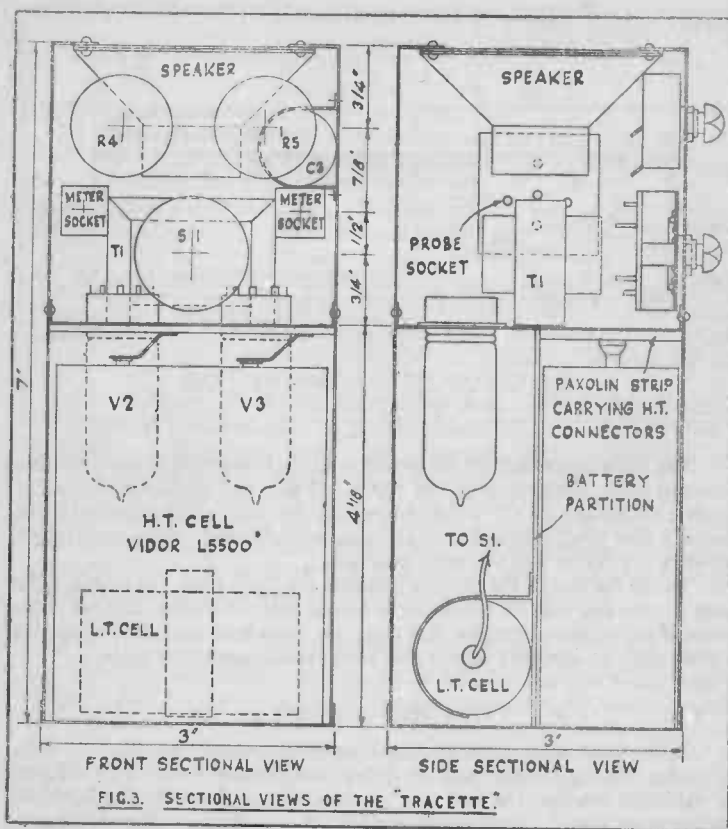 SPEAKER
R4
R5
C3
METER
SOCKET
METER
SOCKET
S11
T1
V2
V3
H.T. CELL
VIDOR L5500"
L.T. CELL
7"
3"
3/4"
7/8"
1/2"
3/4"
4 1/8"
SPEAKER
PROBE
SOCKET
T1
PAXOLIN STRIP
CARRYING H.T.
CONNECTORS
BATTERY
PARTITION
TO S1.
L.T. CELL
3"
FRONT SECTIONAL VIEW
SIDE SECTIONAL VIEW
FIG.3. SECTIONAL VIEWS OF THE "TRACETTE"